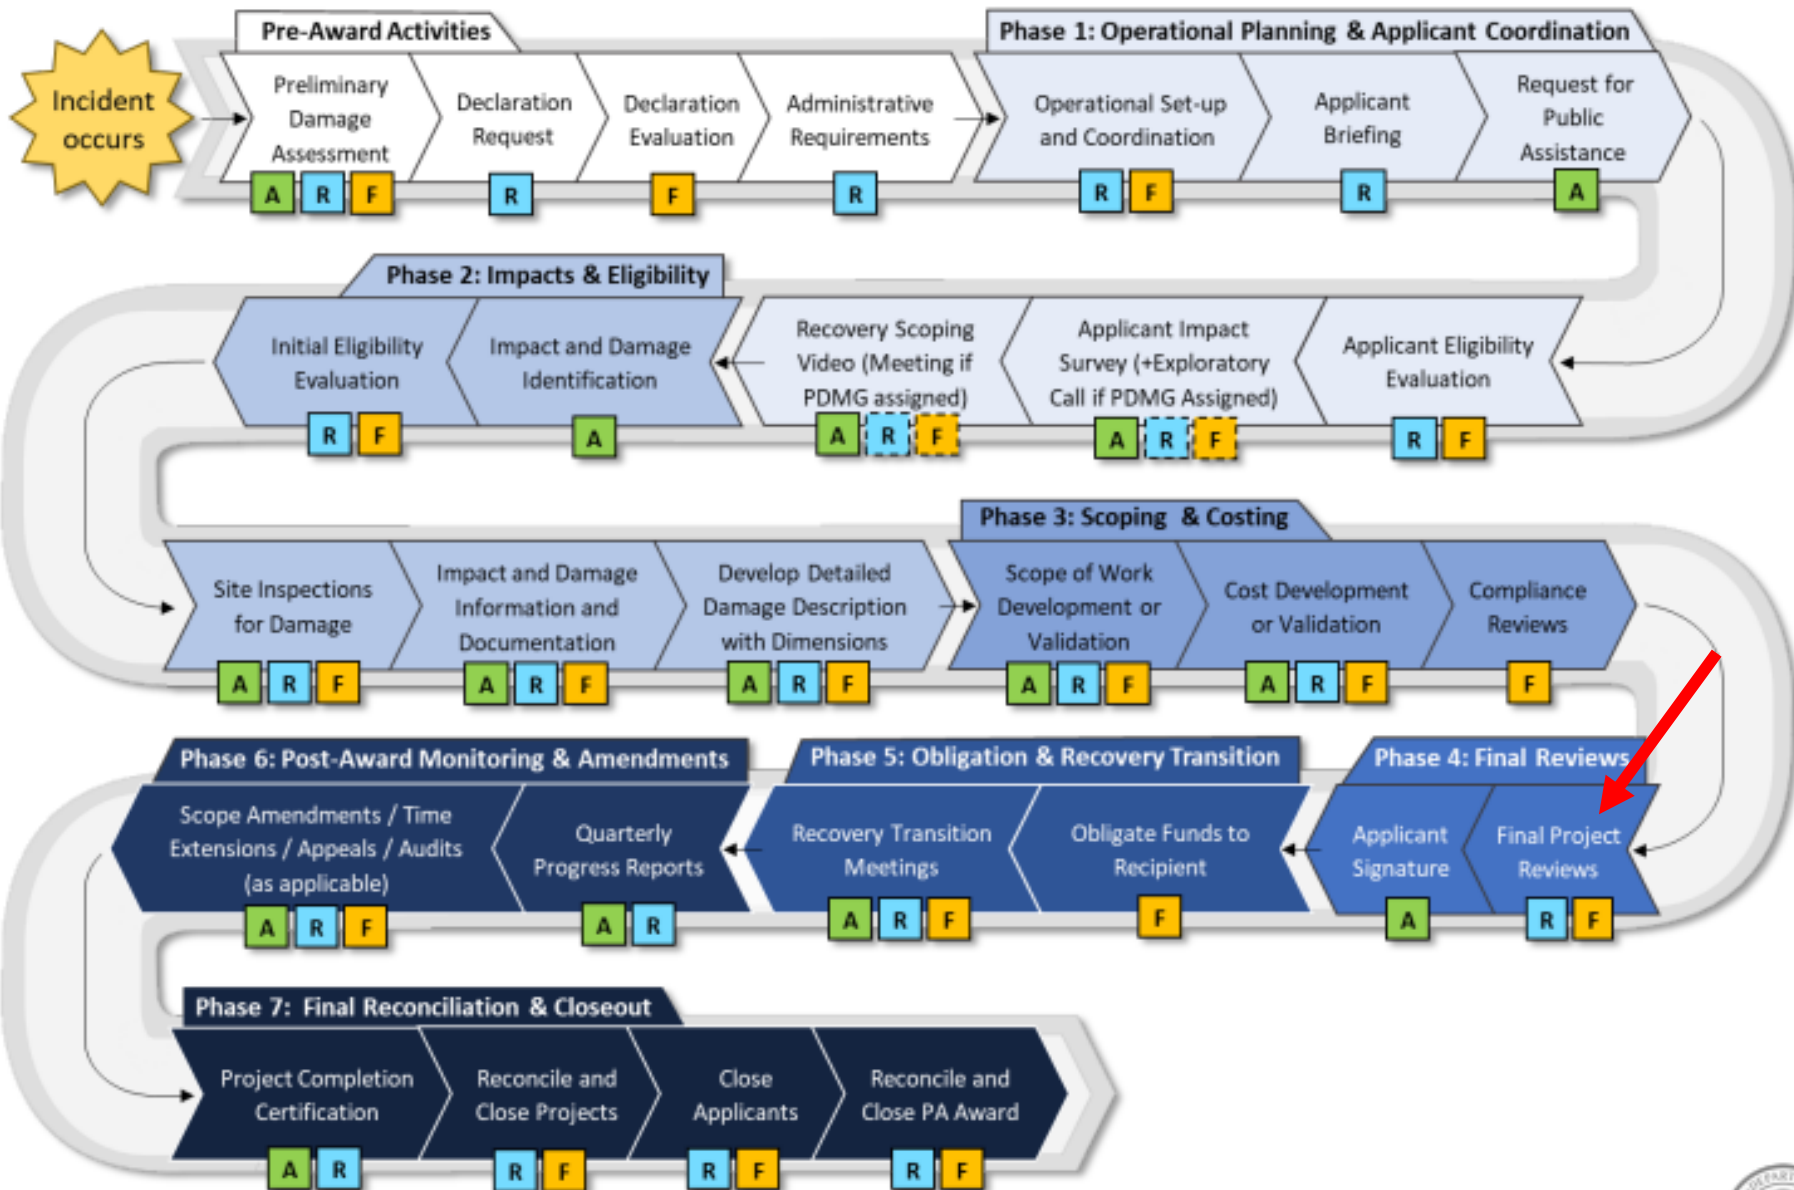 Incident
occurs
Pre-Award Activities
Preliminary
Damage
Assessment
A R F
Declaration
Request
R
Declaration
Evaluation
F
Administrative
Requirements
R
Phase 1: Operational Planning & Applicant Coordination
Operational Set-up
and Coordination
R F
Applicant
Briefing
R
Request for
Public
Assistance
A
Applicant Eligibility
Evaluation
R F
Applicant Impact
Survey (+Exploratory
Call if PDMG Assigned)
A R F
Recovery Scoping
Video (Meeting if
PDMG assigned)
A R F
Phase 2: Impacts & Eligibility
Impact and Damage
Identification
A
Initial Eligibility
Evaluation
R F
Site Inspections
for Damage
A R F
Impact and Damage
Information and
Documentation
A R F
Develop Detailed
Damage Description
with Dimensions
A R F
Phase 3: Scoping & Costing
Scope of Work
Development or
Validation
A R F
Cost Development
or Validation
A R F
Compliance
Reviews
F
Phase 4: Final Reviews
Final Project
Reviews
R F
Applicant
Signature
A
Phase 5: Obligation & Recovery Transition
Obligate Funds to
Recipient
F
Recovery Transition
Meetings
A R F
Phase 6: Post-Award Monitoring & Amendments
Quarterly
Progress Reports
A R
Scope Amendments / Time
Extensions / Appeals / Audits
(as applicable)
A R F
Phase 7: Final Reconciliation & Closeout
Project Completion
Certification
A R
Reconcile and
Close Projects
R F
Close
Applicants
R F
Reconcile and
Close PA Award
R F